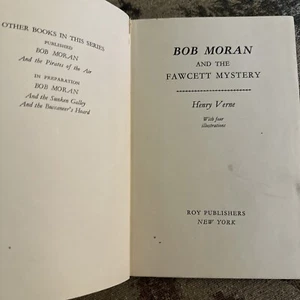 OTHER BOOKS IN THIS SERIES
PUBLISHED
BOB MORAN
And the Pirates of the Air
IN PREPARATION
BOB MORAN
And the Sunken Galley
And the Buccaneer's Hoard
BOB MORAN
AND THE
FAWCETT MYSTERY
Henry Verne
With four
illustrations
ROY PUBLISHERS
NEW YORK